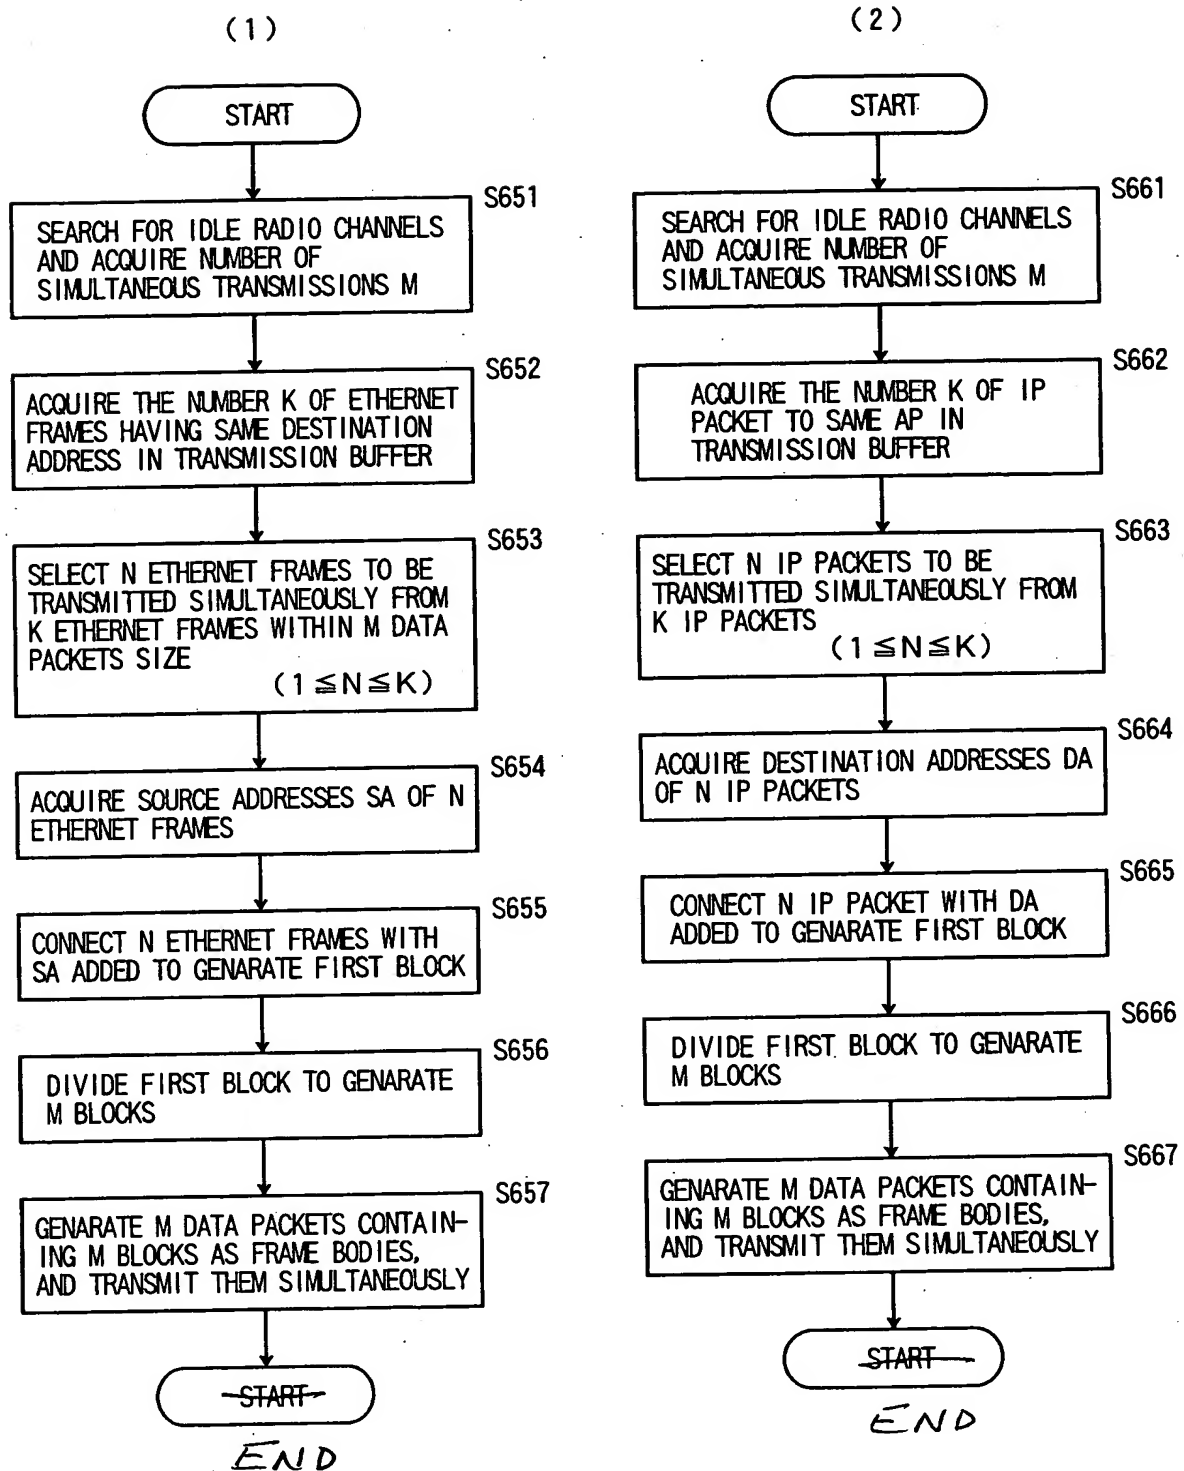 (1)
START
S651
SEARCH FOR IDLE RADIO CHANNELS
AND ACQUIRE NUMBER OF
SIMULTANEOUS TRANSMISSIONS M
S652
ACQUIRE THE NUMBER K OF ETHERNET
FRAMES HAVING SAME DESTINATION
ADDRESS IN TRANSMISSION BUFFER
S653
SELECT N ETHERNET FRAMES TO BE
TRANSMITTED SIMULTANEOUSLY FROM
K ETHERNET FRAMES WITHIN M DATA
PACKETS SIZE
(1≦N≦K)
S654
ACQUIRE SOURCE ADDRESSES SA OF N
ETHERNET FRAMES
S655
CONNECT N ETHERNET FRAMES WITH
SA ADDED TO GENARATE FIRST BLOCK
S656
DIVIDE FIRST BLOCK TO GENARATE
M BLOCKS
S657
GENARATE M DATA PACKETS CONTAIN-
ING M BLOCKS AS FRAME BODIES,
AND TRANSMIT THEM SIMULTANEOUSLY
START
END
(2)
START
S661
SEARCH FOR IDLE RADIO CHANNELS
AND ACQUIRE NUMBER OF
SIMULTANEOUS TRANSMISSIONS M
S662
ACQUIRE THE NUMBER K OF IP
PACKET TO SAME AP IN
TRANSMISSION BUFFER
S663
SELECT N IP PACKETS TO BE
TRANSMITTED SIMULTANEOUSLY FROM
K IP PACKETS
(1≦N≦K)
S664
ACQUIRE DESTINATION ADDRESSES DA
OF N IP PACKETS
S665
CONNECT N IP PACKET WITH DA
ADDED TO GENARATE FIRST BLOCK
S666
DIVIDE FIRST BLOCK TO GENARATE
M BLOCKS
S667
GENARATE M DATA PACKETS CONTAIN-
ING M BLOCKS AS FRAME BODIES,
AND TRANSMIT THEM SIMULTANEOUSLY
START
END